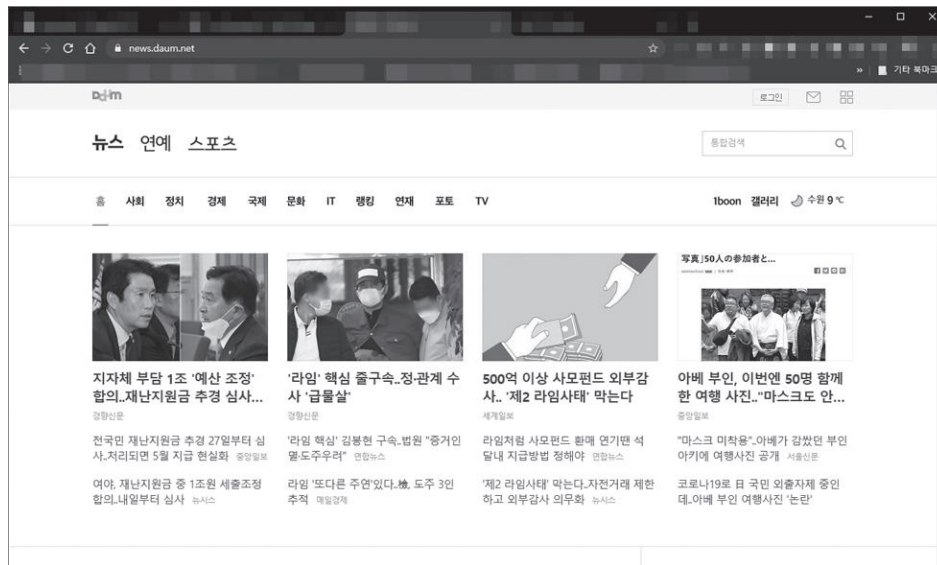 news.daum.net
기타 북마크
Daum
로그인
뉴스 연예 스포츠
통합검색
홈 사회 정치 경제 국제 문화 IT 랭킹 연재 포토 TV
1boon 갤러리 수원 9℃
写真」50人の参加者と...
지자체 부담 1조 '예산 조정'
합의..재난지원금 추경 심사...
경향신문
전국민 재난지원금 추경 27일부터 심
사..처리되면 5월 지급 현실화 중앙일보
여야, 재난지원금 중 1조원 세출조정
합의..내일부터 심사 뉴시스
'라임' 핵심 줄구속..정·관계 수
사 '급물살'
경향신문
'라임 핵심' 김봉현 구속..법원 "증거인
멸·도주우려" 연합뉴스
라임 '또다른 주연'있다..檢, 도주 3인
추적 매일경제
500억 이상 사모펀드 외부감
사.. '제2 라임사태' 막는다
세계일보
라임처럼 사모펀드 환매 연기땐 석
달내 지급방법 정해야 연합뉴스
'제2 라임사태' 막는다..자전거래 제한
하고 외부감사 의무화 뉴시스
아베 부인, 이번엔 50명 함께
한 여행 사진.."마스크도 안...
중앙일보
"마스크 미착용"..아베가 감쌌던 부인
아키에 여행사진 공개 서울신문
코로나19로 日 국민 외출자제 중인
데..아베 부인 여행사진 '논란'